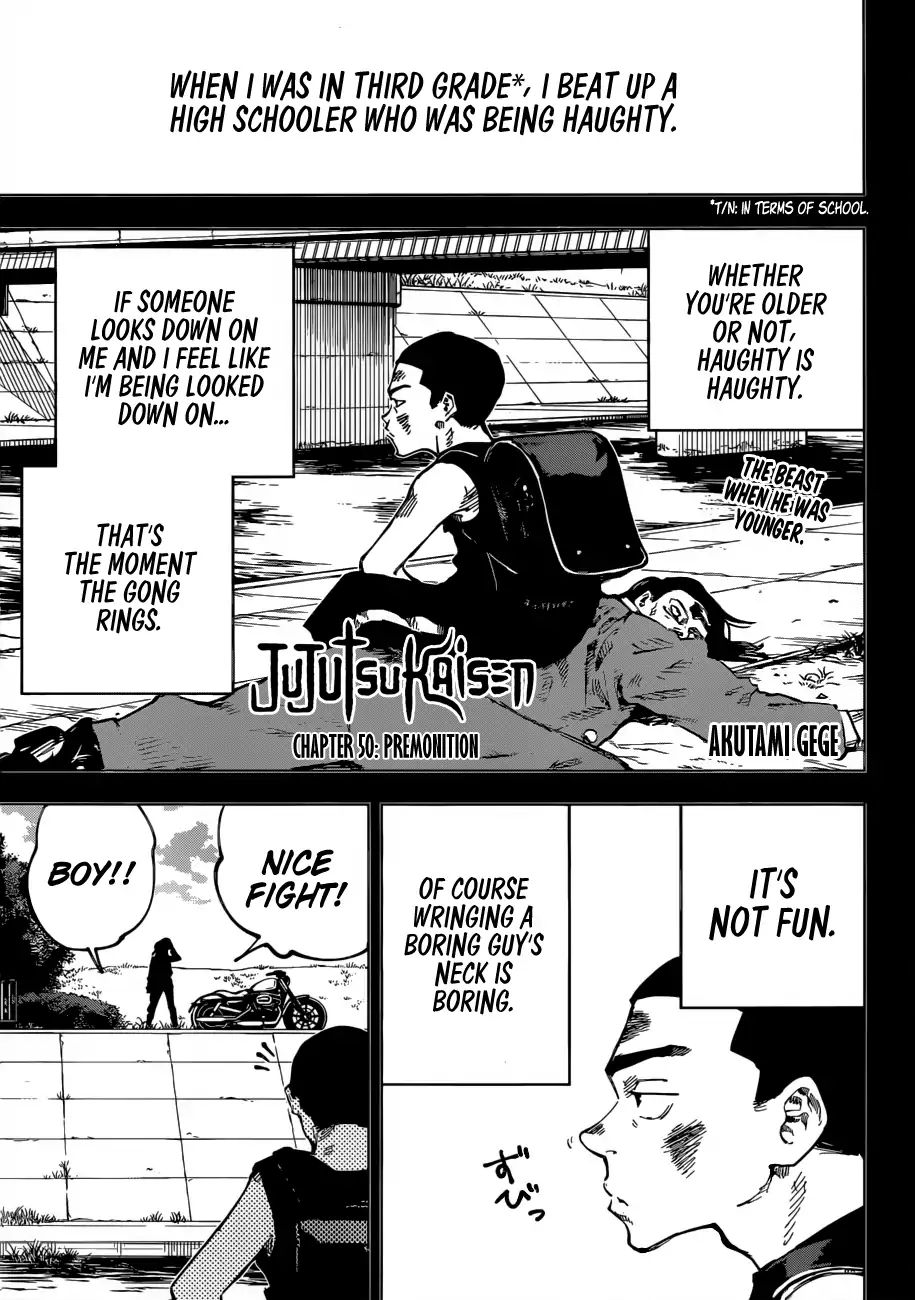 WHEN I WAS IN THIRD GRADE*, I BEAT UP A
HIGH SCHOOLER WHO WAS BEING HAUGHTY.
*T/N: IN TERMS OF SCHOOL.
WHETHER
YOU'RE OLDER
OR NOT,
HAUGHTY IS
HAUGHTY.
IF SOMEONE
LOOKS DOWN ON
ME AND I FEEL LIKE
I'M BEING LOOKED
DOWN ON...
THAT'S
THE MOMENT
THE GONG
RINGS.
THE BEAST
WHEN HE WAS
YOUNGER.
JUJUTSU KAISEN
CHAPTER 50: PREMONITION
AKUTAMI GEGE
IT'S
NOT FUN.
OF COURSE
WRINGING A
BORING GUY'S
NECK IS
BORING.
ずびっ
NICE
FIGHT!
BOY!!